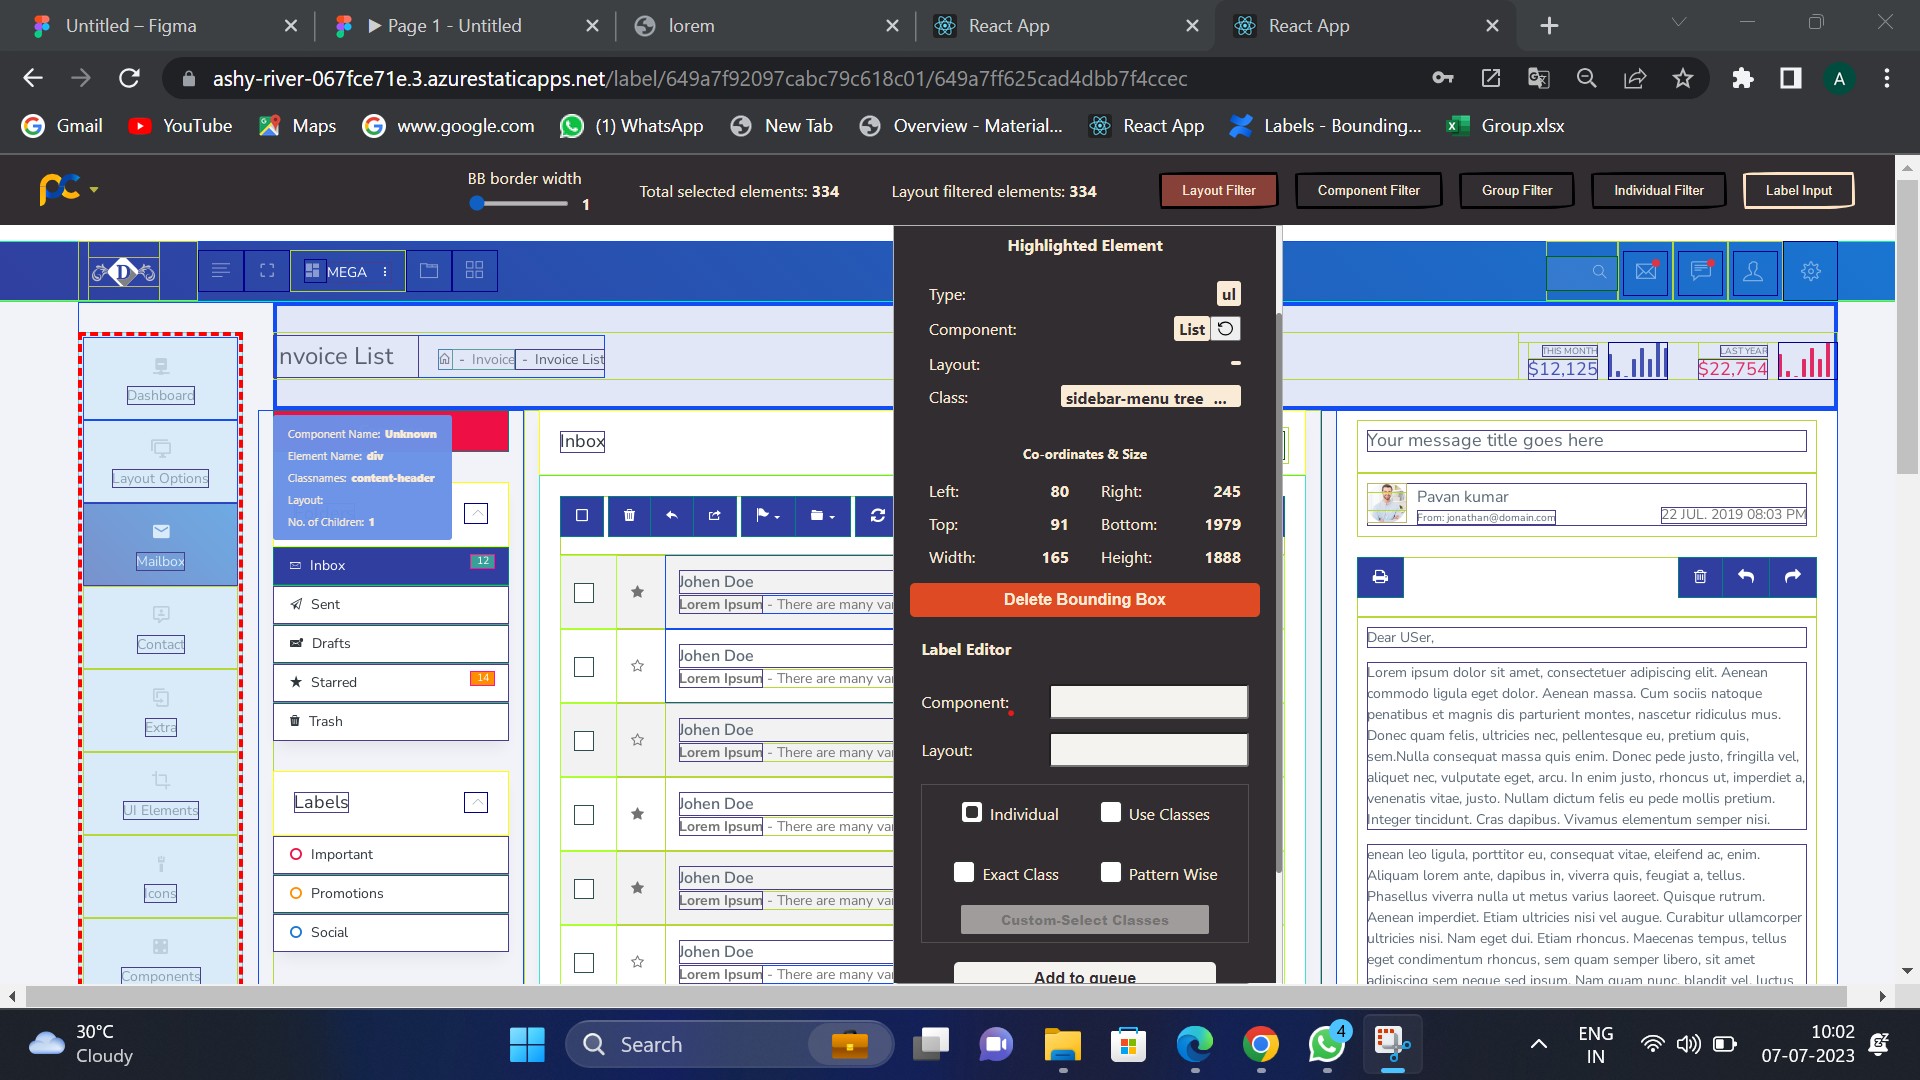 Untitled – Figma
▶ Page 1 - Untitled
lorem
React App
React App
ashy-river-067fce71e.3.azurestaticapps.net/label/649a7f92097cabc79c618c01/649a7ff625cad4dbb7f4ccec
A
Gmail
YouTube
Maps
www.google.com
(1) WhatsApp
New Tab
Overview - Material...
React App
Labels - Bounding...
Group.xlsx
BB border width
1
Total selected elements: 334
Layout filtered elements: 334
Layout Filter
Component Filter
Group Filter
Individual Filter
Label Input
D
MEGA
nvoice List
- Invoice - Invoice List
THIS MONTH
$12,125
LAST YEAR
$22,754
Dashboard
Layout Options
Mailbox
Contact
Extra
UI Elements
Icons
Components
Component Name: Unknown
Element Name: div
Classnames: content-header
Layout:
No. of Children: 1
Inbox 12
Sent
Drafts
Starred 14
Trash
Labels
Important
Promotions
Social
Inbox
Johen Doe
Lorem Ipsum - There are many var
Johen Doe
Lorem Ipsum - There are many var
Johen Doe
Lorem Ipsum - There are many var
Johen Doe
Lorem Ipsum - There are many var
Johen Doe
Lorem Ipsum - There are many var
Johen Doe
Lorem Ipsum - There are many var
Highlighted Element
Type: ul
Component: List
Layout: –
Class: sidebar-menu tree ...
Co-ordinates & Size
Left: 80 Right: 245
Top: 91 Bottom: 1979
Width: 165 Height: 1888
Delete Bounding Box
Label Editor
Component:
Layout:
Individual
Use Classes
Exact Class
Pattern Wise
Custom-Select Classes
Add to queue
Your message title goes here
Pavan kumar
From: jonathan@domain.com
22 JUL. 2019 08:03 PM
Dear USer,
Lorem ipsum dolor sit amet, consectetuer adipiscing elit. Aenean
commodo ligula eget dolor. Aenean massa. Cum sociis natoque
penatibus et magnis dis parturient montes, nascetur ridiculus mus.
Donec quam felis, ultricies nec, pellentesque eu, pretium quis,
sem.Nulla consequat massa quis enim. Donec pede justo, fringilla vel,
aliquet nec, vulputate eget, arcu. In enim justo, rhoncus ut, imperdiet a,
venenatis vitae, justo. Nullam dictum felis eu pede mollis pretium.
Integer tincidunt. Cras dapibus. Vivamus elementum semper nisi.
enean leo ligula, porttitor eu, consequat vitae, eleifend ac, enim.
Aliquam lorem ante, dapibus in, viverra quis, feugiat a, tellus.
Phasellus viverra nulla ut metus varius laoreet. Quisque rutrum.
Aenean imperdiet. Etiam ultricies nisi vel augue. Curabitur ullamcorper
ultricies nisi. Nam eget dui. Etiam rhoncus. Maecenas tempus, tellus
eget condimentum rhoncus, sem quam semper libero, sit amet
adipiscing sem neque sed ipsum. Nam quam nunc, blandit vel, luctus
30°C
Cloudy
Search
4
ENG
IN
10:02
07-07-2023